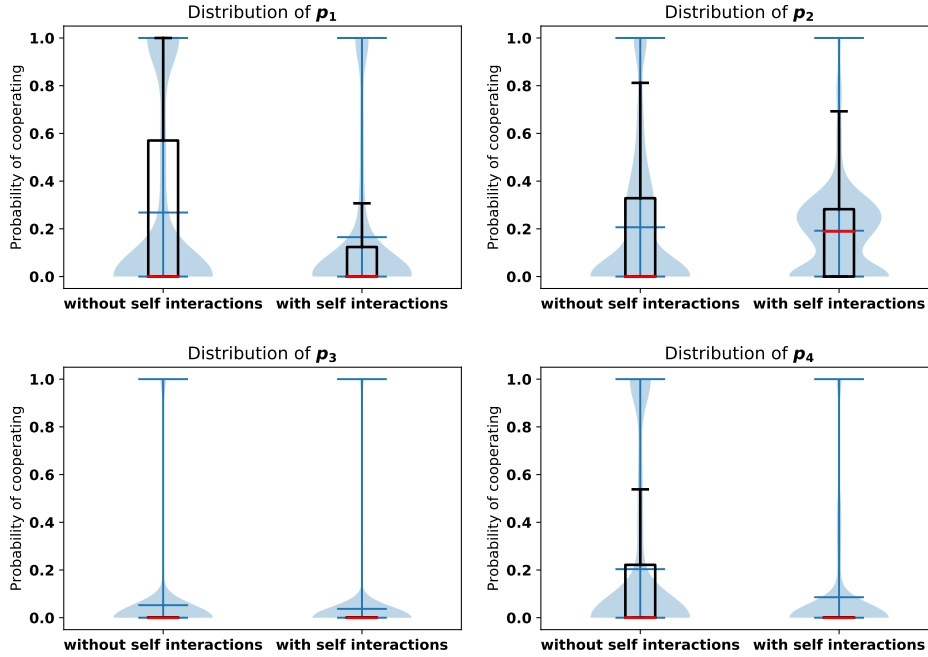 Distribution of p1
Probability of cooperating
1.0
0.8
0.6
0.4
0.2
0.0
without self interactions with self interactions
Distribution of p2
Probability of cooperating
1.0
0.8
0.6
0.4
0.2
0.0
without self interactions with self interactions
Distribution of p3
Probability of cooperating
1.0
0.8
0.6
0.4
0.2
0.0
without self interactions with self interactions
Distribution of p4
Probability of cooperating
1.0
0.8
0.6
0.4
0.2
0.0
without self interactions with self interactions